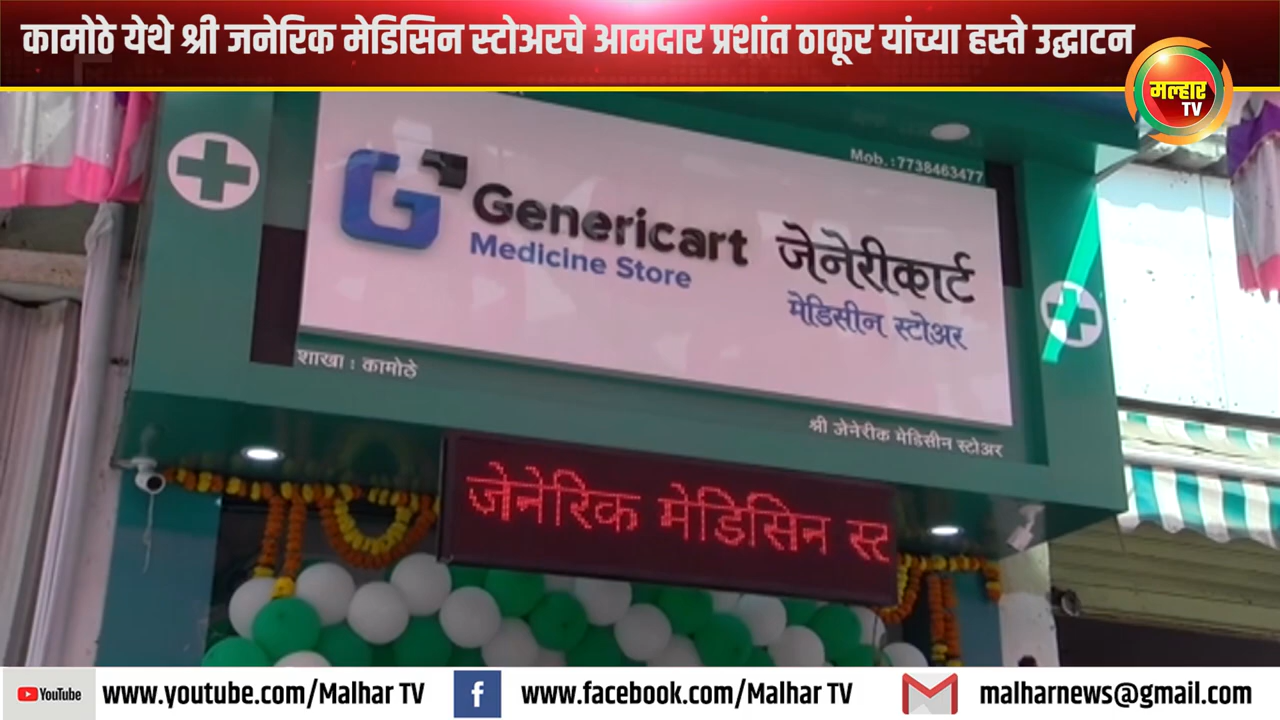 कामोठे येथे श्री जनेरिक मेडिसिन स्टोअरचे आमदार प्रशांत ठाकूर यांच्या हस्ते उद्घाटन
मल्हार
TV
Mob.:7738463477
Genericart
Medicine Store
जेनेरीकार्ट
मेडिसीन स्टोअर
शाखा : कामोठे
श्री जेनेरीक मेडिसीन स्टोअर
जेनेरिक मेडिसिन स्ट
YouTube
www.youtube.com/Malhar TV
www.facebook.com/Malhar TV
malharnews@gmail.com